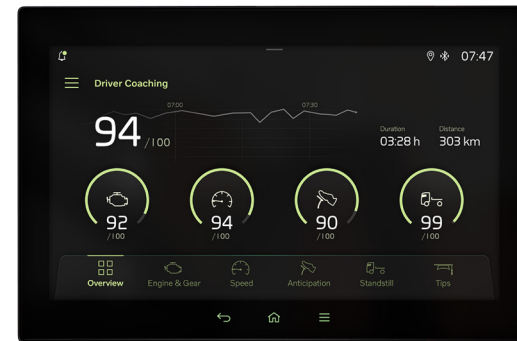 07:47
Driver Coaching
07:00
07:30
94/100
Duration
03:28 h
Distance
303 km
92
/100
94
/100
90
/100
99
/100
Overview
Engine & Gear
Speed
Anticipation
Standstill
Tips